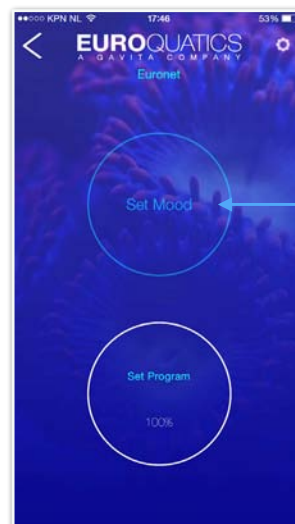 KPN NL 17:46 53%
EUROQUATICS
A GAVITA COMPANY
Euronet
Set Mood
Set Program
100%